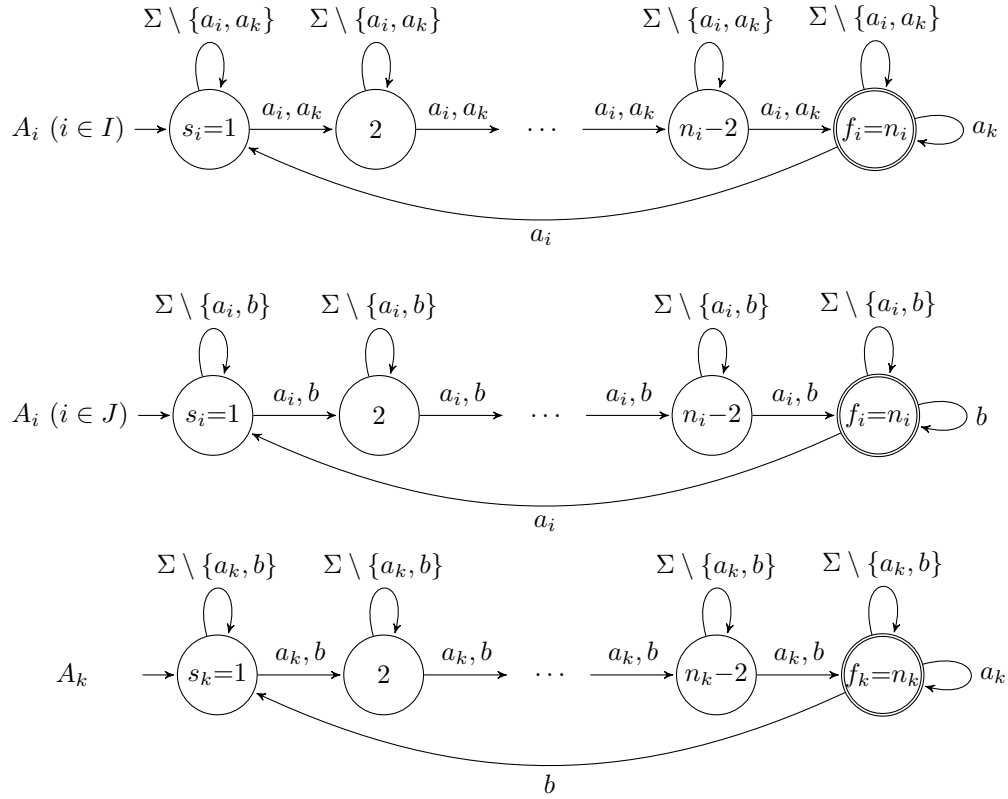 Σ \ {a_i, a_k} Σ \ {a_i, a_k} Σ \ {a_i, a_k} Σ \ {a_i, a_k}
A_i (i ∈ I) s_i=1 a_i, a_k 2 a_i, a_k ··· a_i, a_k n_i−2 a_i, a_k f_i=n_i a_k
a_i
Σ \ {a_i, b} Σ \ {a_i, b} Σ \ {a_i, b} Σ \ {a_i, b}
A_i (i ∈ J) s_i=1 a_i, b 2 a_i, b ··· a_i, b n_i−2 a_i, b f_i=n_i b
a_i
Σ \ {a_k, b} Σ \ {a_k, b} Σ \ {a_k, b} Σ \ {a_k, b}
A_k s_k=1 a_k, b 2 a_k, b ··· a_k, b n_k−2 a_k, b f_k=n_k a_k
b